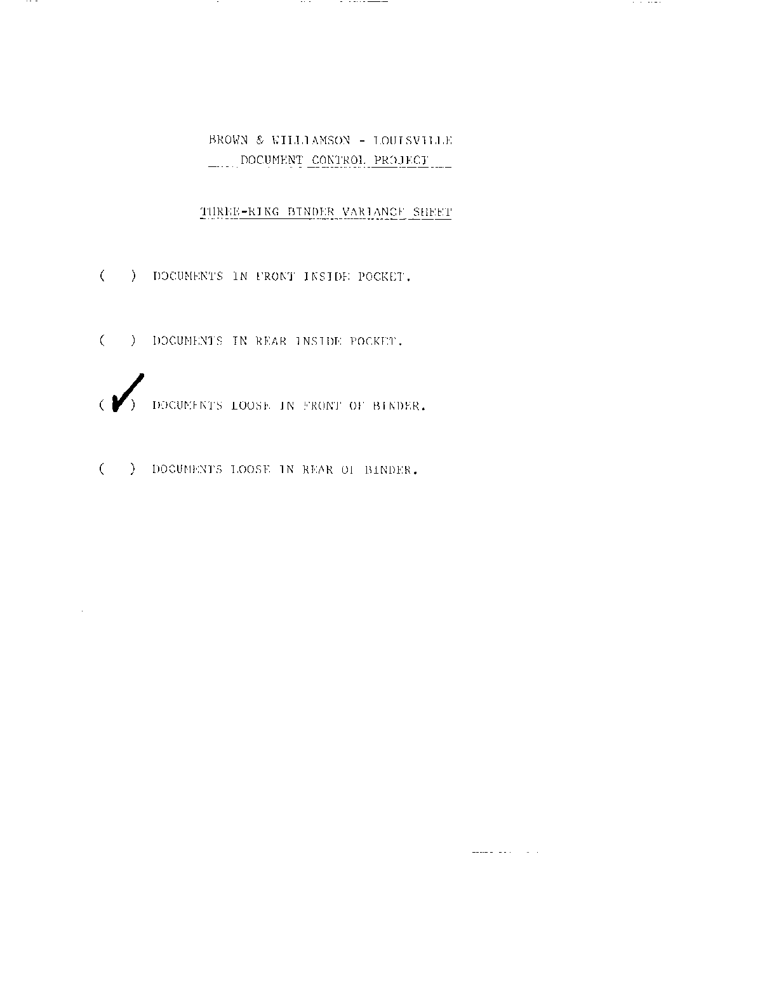 BROWN & WILLIAMSON - LOUISVILLE
DOCUMENT CONTROL PROJECT
THREE-RING BINDER VARIANCE SHEET
( ) DOCUMENTS IN FRONT INSIDE POCKET.
( ) DOCUMENTS IN REAR INSIDE POCKET.
(✓) DOCUMENTS LOOSE IN FRONT OF BINDER.
( ) DOCUMENTS LOOSE IN REAR OF BINDER.